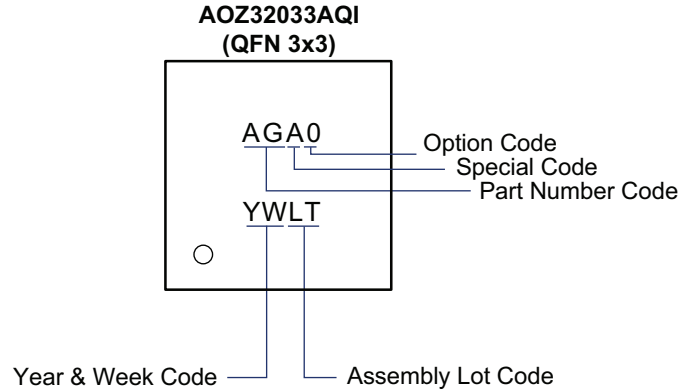 AOZ32033AQI
(QFN 3x3)
AGA0
Option Code
Special Code
Part Number Code
YWLT
Year & Week Code
Assembly Lot Code